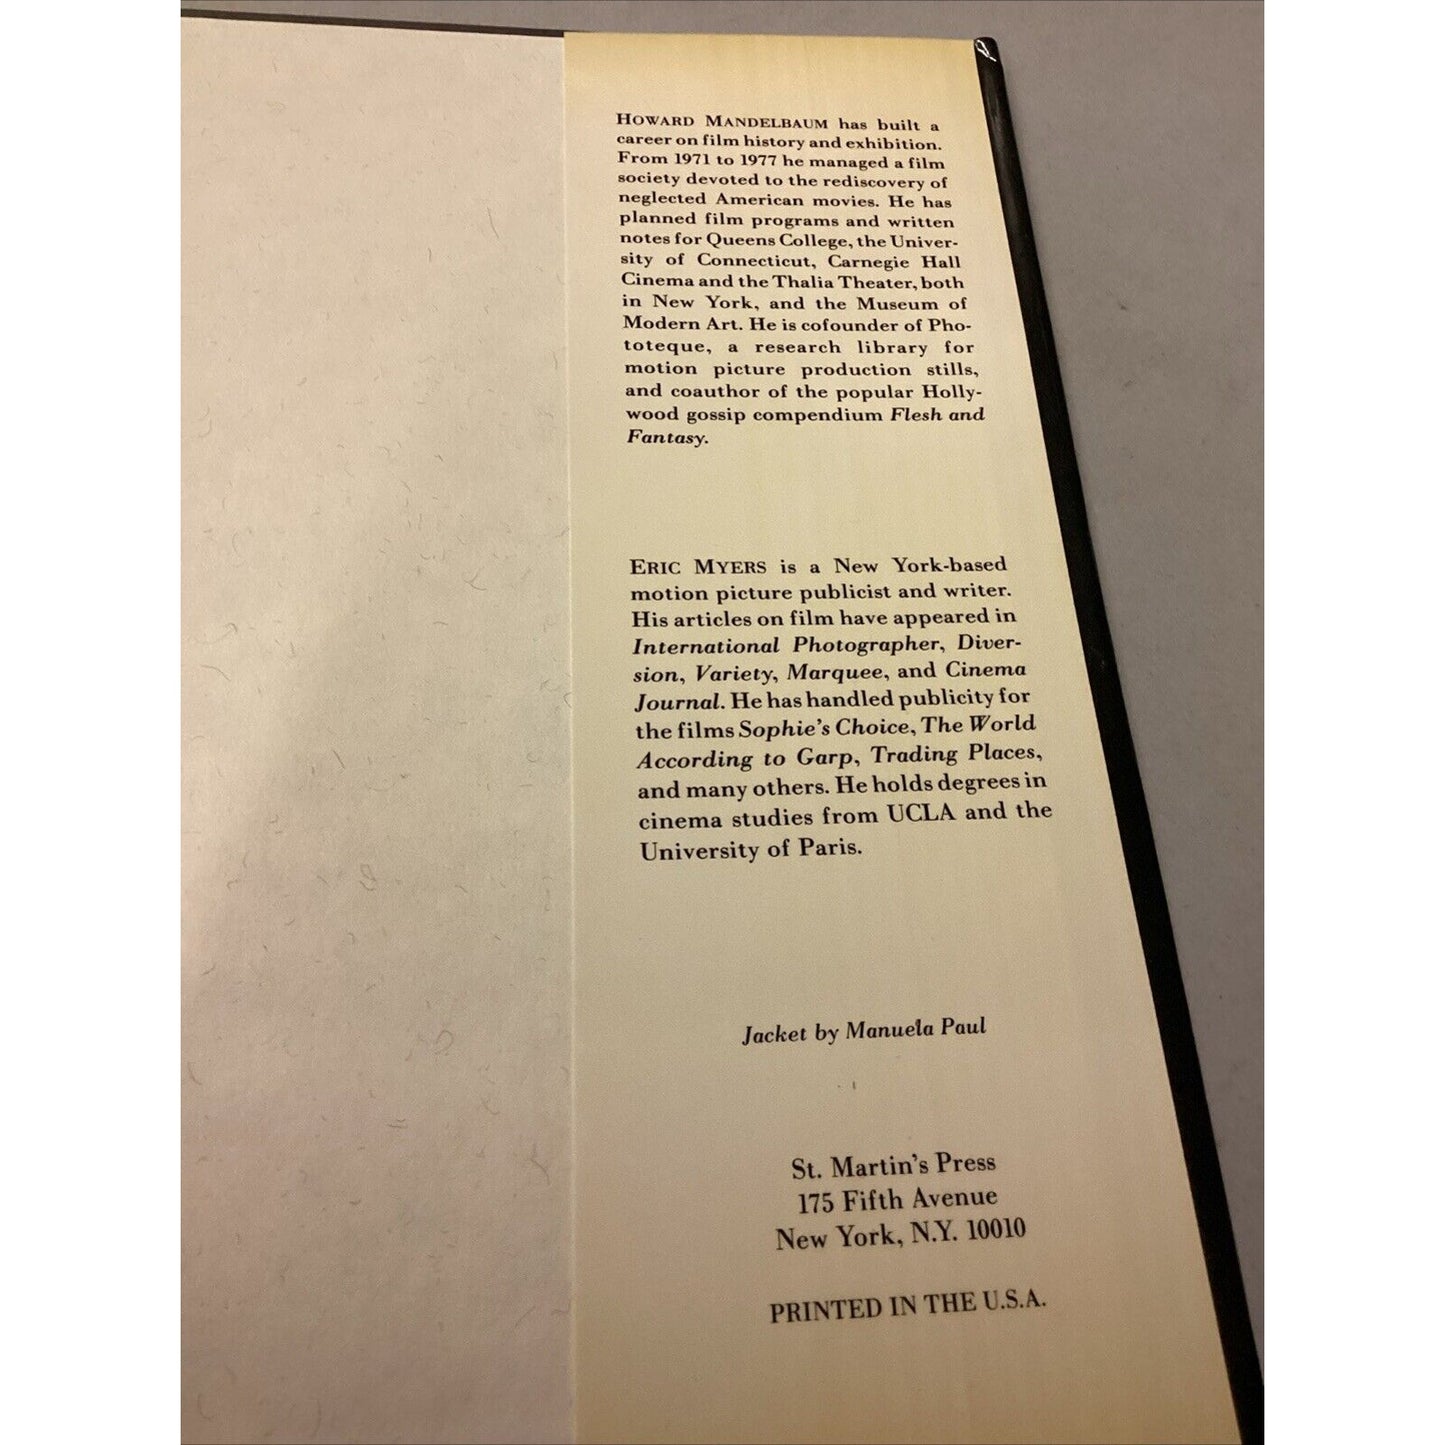 HOWARD MANDELBAUM has built a
career on film history and exhibition.
From 1971 to 1977 he managed a film
society devoted to the rediscovery of
neglected American movies. He has
planned film programs and written
notes for Queens College, the Univer-
sity of Connecticut, Carnegie Hall
Cinema and the Thalia Theater, both
in New York, and the Museum of
Modern Art. He is cofounder of Pho-
toteque, a research library for
motion picture production stills,
and coauthor of the popular Holly-
wood gossip compendium Flesh and
Fantasy.
ERIC MYERS is a New York-based
motion picture publicist and writer.
His articles on film have appeared in
International Photographer, Diver-
sion, Variety, Marquee, and Cinema
Journal. He has handled publicity for
the films Sophie's Choice, The World
According to Garp, Trading Places,
and many others. He holds degrees in
cinema studies from UCLA and the
University of Paris.
Jacket by Manuela Paul
St. Martin's Press
175 Fifth Avenue
New York, N.Y. 10010
PRINTED IN THE U.S.A.